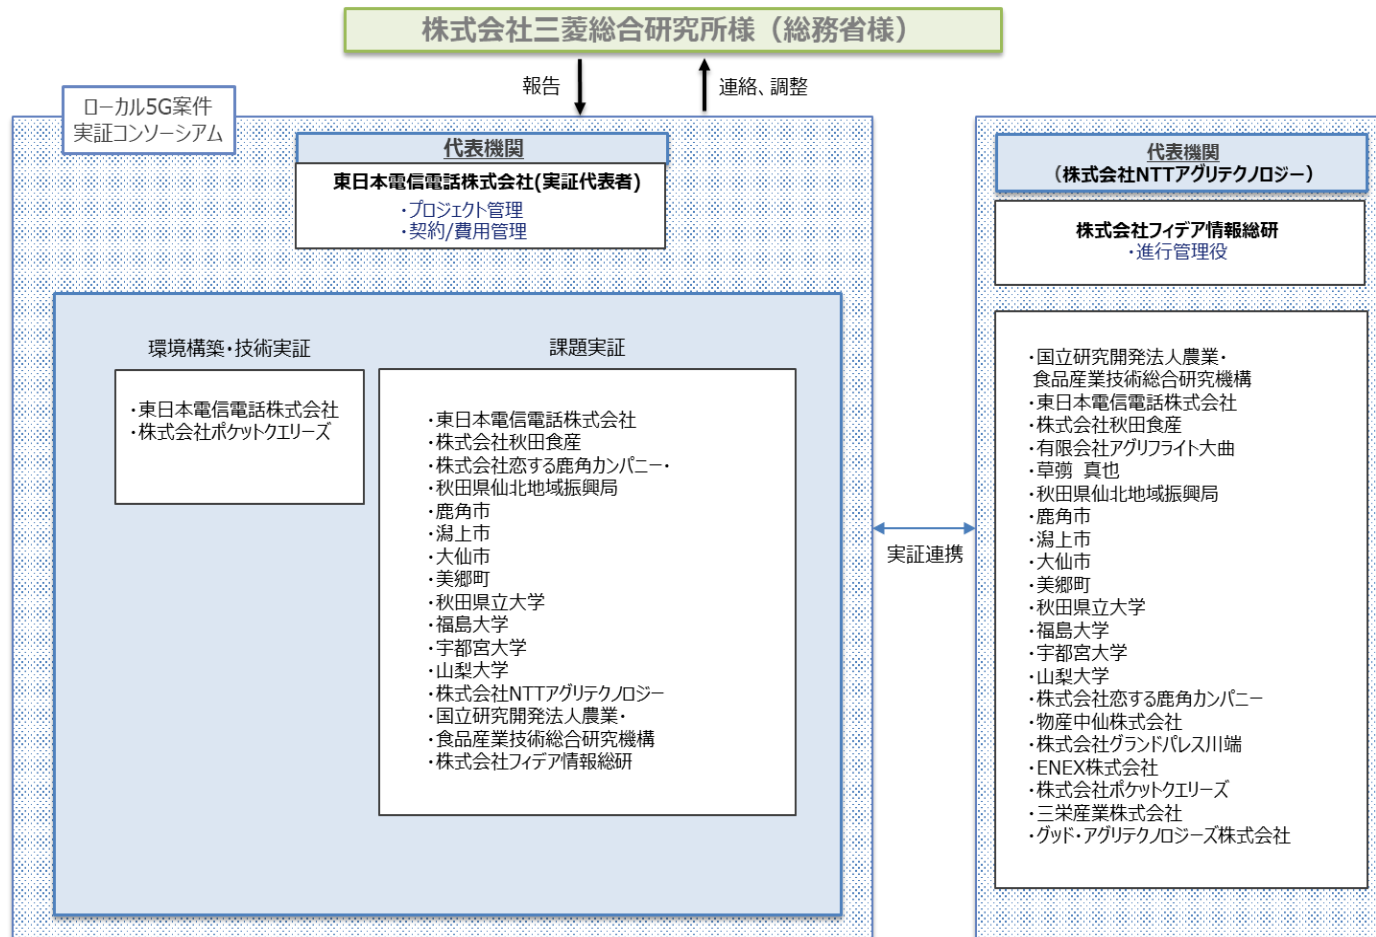 株式会社三菱総合研究所様（総務省様）
報告
連絡、調整
ローカル5G案件
実証コンソーシアム
代表機関
東日本電信電話株式会社(実証代表者)
・プロジェクト管理
・契約/費用管理
環境構築・技術実証
・東日本電信電話株式会社
・株式会社ポケットクエリーズ
課題実証
・東日本電信電話株式会社
・株式会社秋田食産
・株式会社恋する鹿角カンパニー・
・秋田県仙北地域振興局
・鹿角市
・潟上市
・大仙市
・美郷町
・秋田県立大学
・福島大学
・宇都宮大学
・山梨大学
・株式会社NTTアグリテクノロジー
・国立研究開発法人農業・
・食品産業技術総合研究機構
・株式会社フィデア情報総研
実証連携
代表機関
（株式会社NTTアグリテクノロジー）
株式会社フィデア情報総研
・進行管理役
・国立研究開発法人農業・
食品産業技術総合研究機構
・東日本電信電話株式会社
・株式会社秋田食産
・有限会社アグリフライト大曲
・草彅　真也
・秋田県仙北地域振興局
・鹿角市
・潟上市
・大仙市
・美郷町
・秋田県立大学
・福島大学
・宇都宮大学
・山梨大学
・株式会社恋する鹿角カンパニー
・物産中仙株式会社
・株式会社グランドパレス川端
・ENEX株式会社
・株式会社ポケットクエリーズ
・三栄産業株式会社
・グッド・アグリテクノロジーズ株式会社